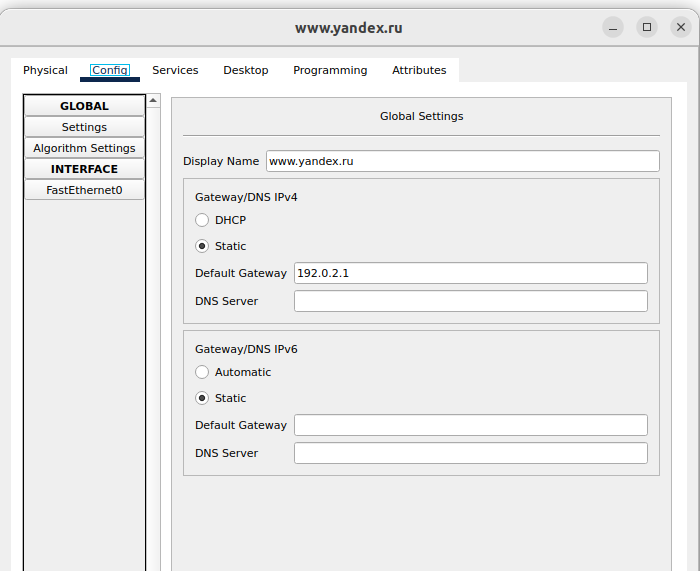 www.yandex.ru
Physical Config Services Desktop Programming Attributes
GLOBAL
Settings
Algorithm Settings
INTERFACE
FastEthernet0
Global Settings
Display Name www.yandex.ru
Gateway/DNS IPv4
DHCP
Static
Default Gateway 192.0.2.1
DNS Server
Gateway/DNS IPv6
Automatic
Static
Default Gateway
DNS Server